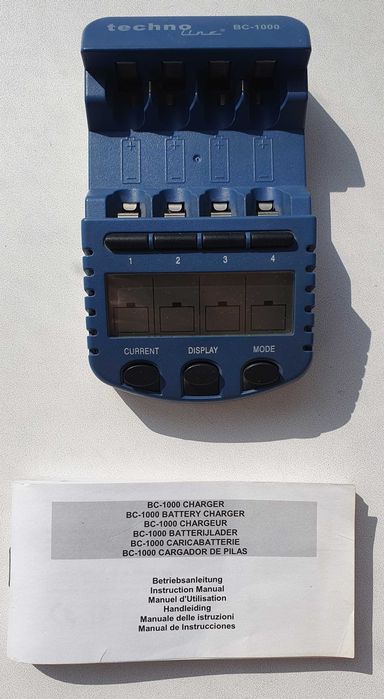 techno line® BC-1000
1 2 3 4
CURRENT DISPLAY MODE
BC-1000 CHARGER
BC-1000 BATTERY CHARGER
BC-1000 CHARGEUR
BC-1000 BATTERIJLADER
BC-1000 CARICABATTERIE
BC-1000 CARGADOR DE PILAS
Betriebsanleitung
Instruction Manual
Manuel d'Utilisation
Handleiding
Manuale delle istruzioni
Manual de Instrucciones